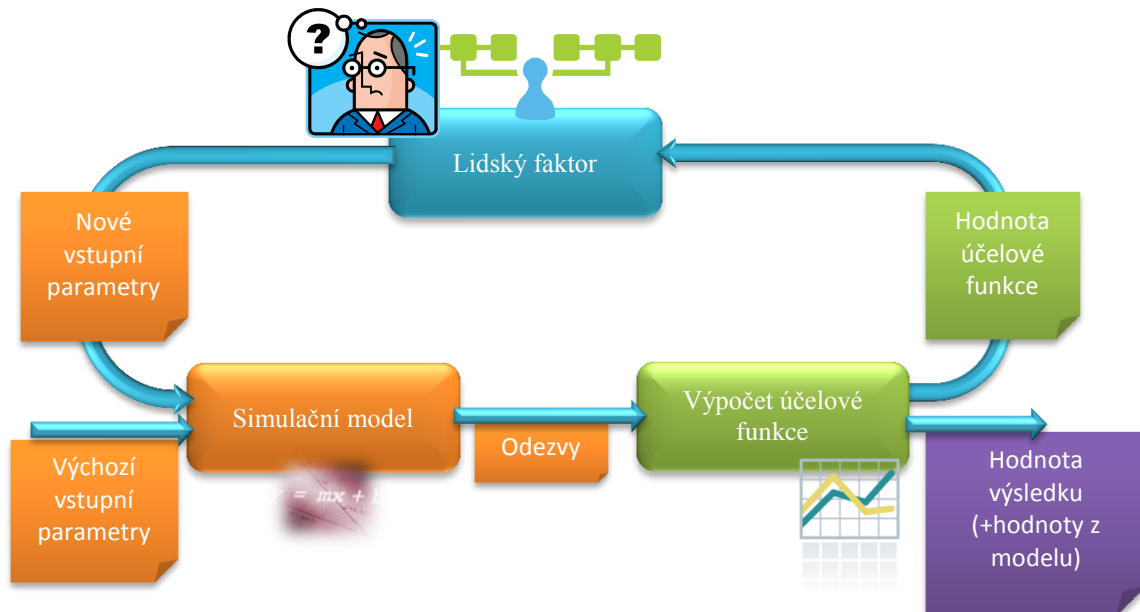 ?
Lidský faktor
Nové
vstupní
parametry
Hodnota
účelové
funkce
Simulační model
Odezvy
Výpočet účelové
funkce
Výchozí
vstupní
parametry
= mx +
Hodnota
výsledku
(+hodnoty z
modelu)